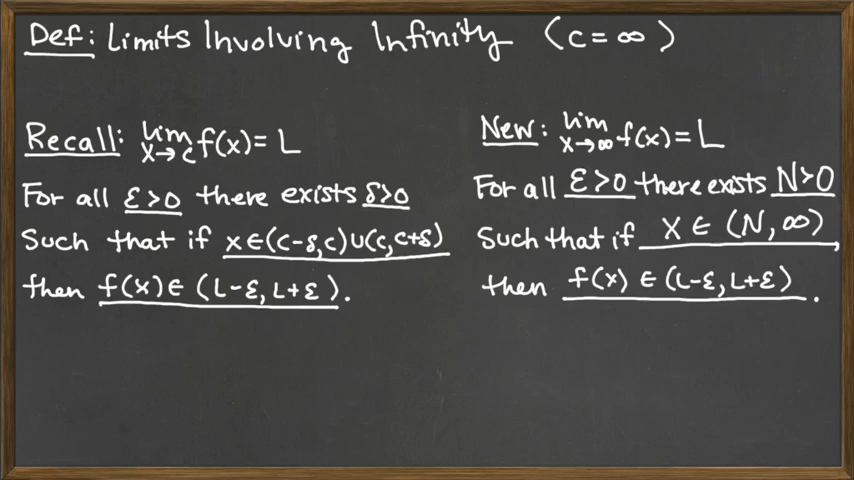 Def: Limits Involving Infinity (c = ∞)
Recall: lim x→c f(x) = L
For all ε>0 there exists δ>0
Such that if x∈(c-δ,c)∪(c,c+δ)
then f(x)∈ (L-ε, L+ε).
New: lim x→∞ f(x) = L
For all ε>0 there exists N>0
Such that if x ∈ (N, ∞),
then f(x) ∈ (L-ε, L+ε).